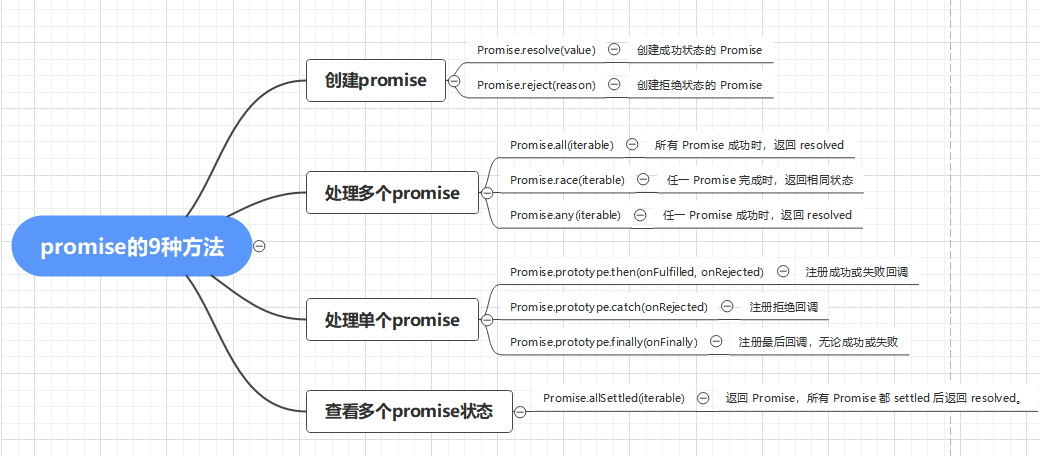 promise的9种方法
创建promise
Promise.resolve(value) 创建成功状态的 Promise
Promise.reject(reason) 创建拒绝状态的 Promise
处理多个promise
Promise.all(iterable) 所有 Promise 成功时，返回 resolved
Promise.race(iterable) 任一 Promise 完成时，返回相同状态
Promise.any(iterable) 任一 Promise 成功时，返回 resolved
处理单个promise
Promise.prototype.then(onFulfilled, onRejected) 注册成功或失败回调
Promise.prototype.catch(onRejected) 注册拒绝回调
Promise.prototype.finally(onFinally) 注册最后回调，无论成功或失败
查看多个promise状态
Promise.allSettled(iterable) 返回 Promise，所有 Promise 都 settled 后返回 resolved。